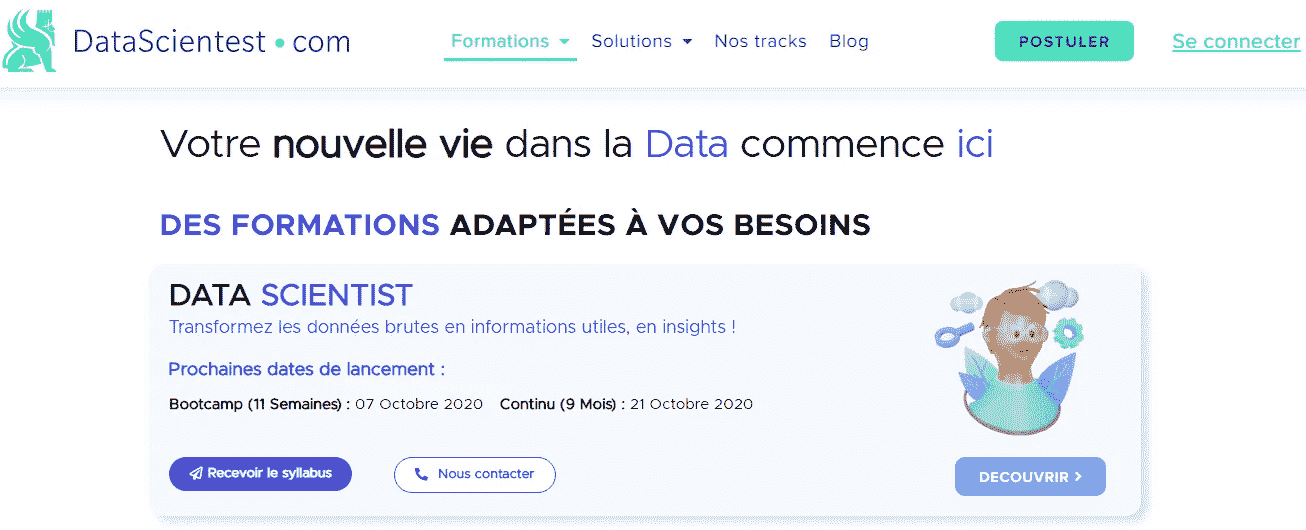 DataScientest • com
Formations Solutions Nos tracks Blog POSTULER Se connecter
Votre nouvelle vie dans la Data commence ici
DES FORMATIONS ADAPTÉES À VOS BESOINS
DATA SCIENTIST
Transformez les données brutes en informations utiles, en insights !
Prochaines dates de lancement :
Bootcamp (11 Semaines) : 07 Octobre 2020 Continu (9 Mois) : 21 Octobre 2020
Recevoir le syllabus Nous contacter DECOUVRIR >